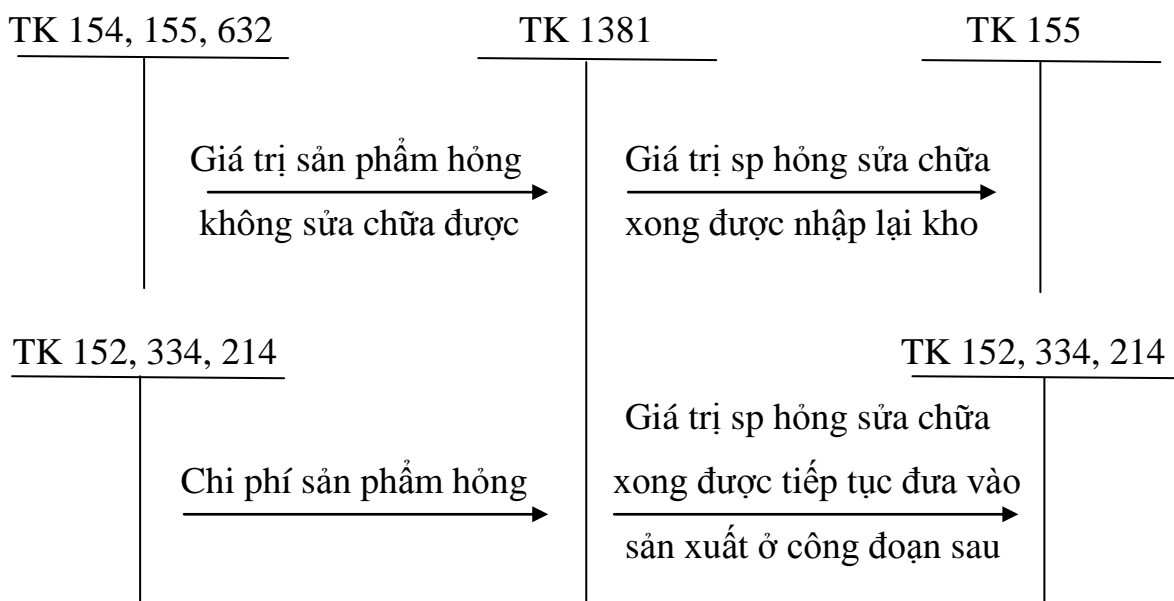 TK 154, 155, 632
TK 1381
TK 155
Giá trị sản phẩm hỏng
không sửa chữa được
Giá trị sp hỏng sửa chữa
xong được nhập lại kho
TK 152, 334, 214
TK 152, 334, 214
Chi phí sản phẩm hỏng
Giá trị sp hỏng sửa chữa
xong được tiếp tục đưa vào
sản xuất ở công đoạn sau